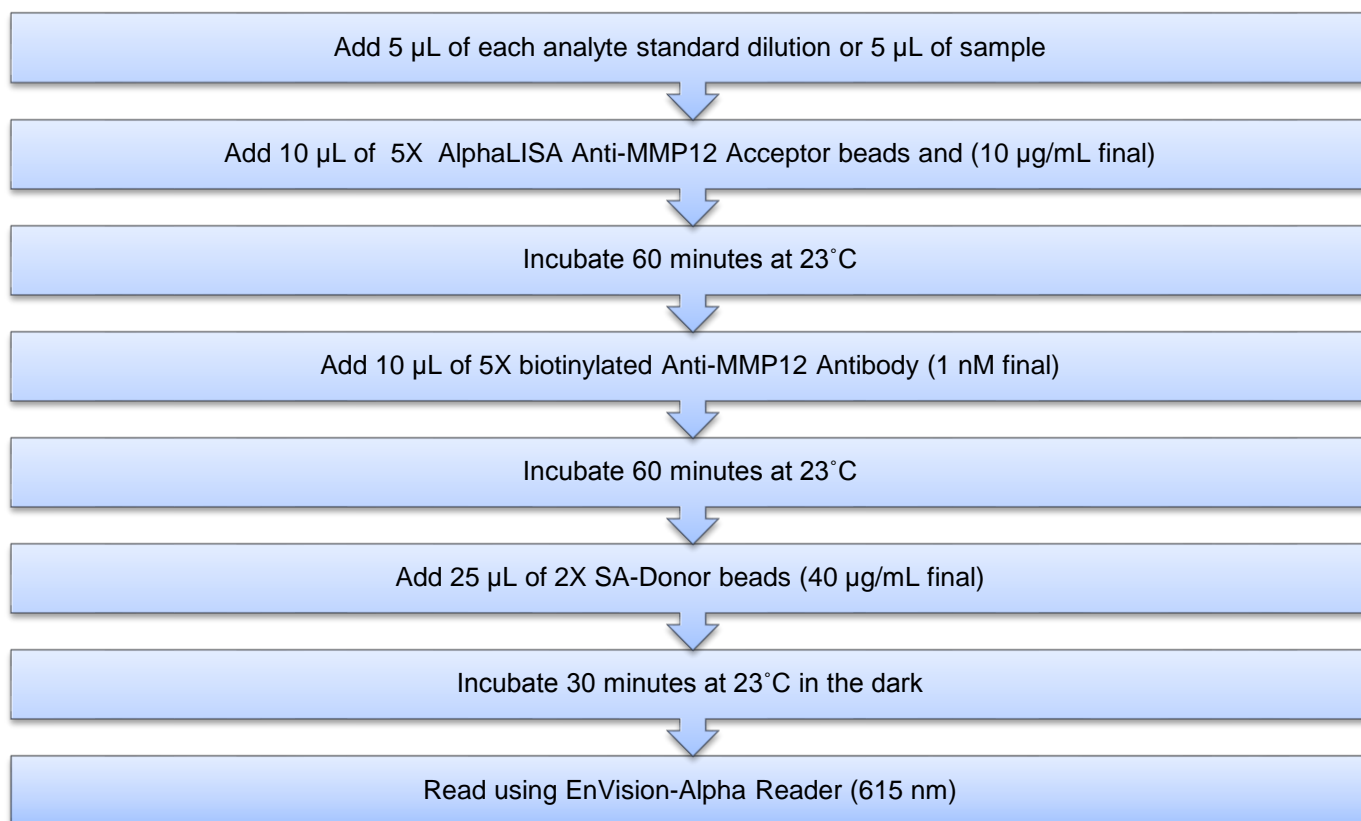 Add 5 µL of each analyte standard dilution or 5 µL of sample
Add 10 µL of  5X  AlphaLISA Anti-MMP12 Acceptor beads and (10 µg/mL final)
Incubate 60 minutes at 23˚C
Add 10 µL of 5X biotinylated Anti-MMP12 Antibody (1 nM final)
Incubate 60 minutes at 23˚C
Add 25 µL of 2X SA-Donor beads (40 µg/mL final)
Incubate 30 minutes at 23˚C in the dark
Read using EnVision-Alpha Reader (615 nm)